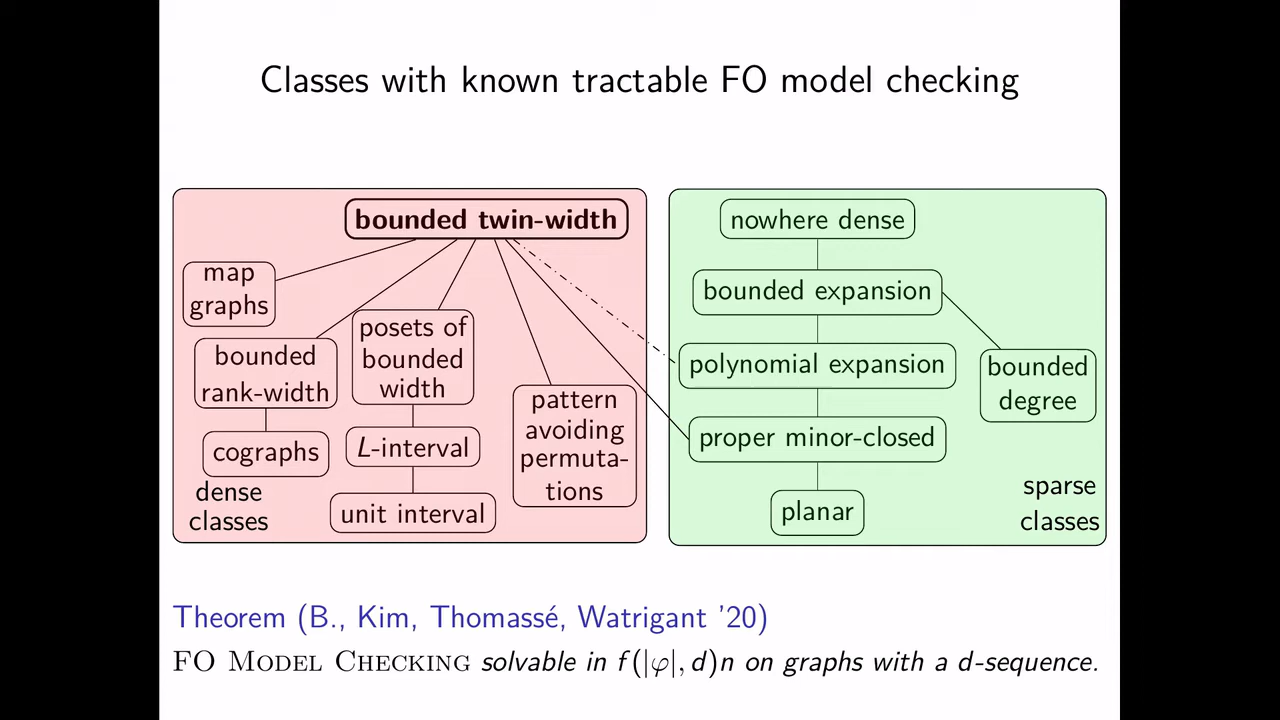 Classes with known tractable FO model checking
bounded twin-width
map
graphs
bounded
rank-width
cographs
dense
classes
posets of
bounded
width
L-interval
unit interval
pattern
avoiding
permuta-
tions
nowhere dense
bounded expansion
polynomial expansion
proper minor-closed
planar
bounded
degree
sparse
classes
Theorem (B., Kim, Thomassé, Watrigant '20)
FO Model Checking solvable in f(|φ|, d)n on graphs with a d-sequence.